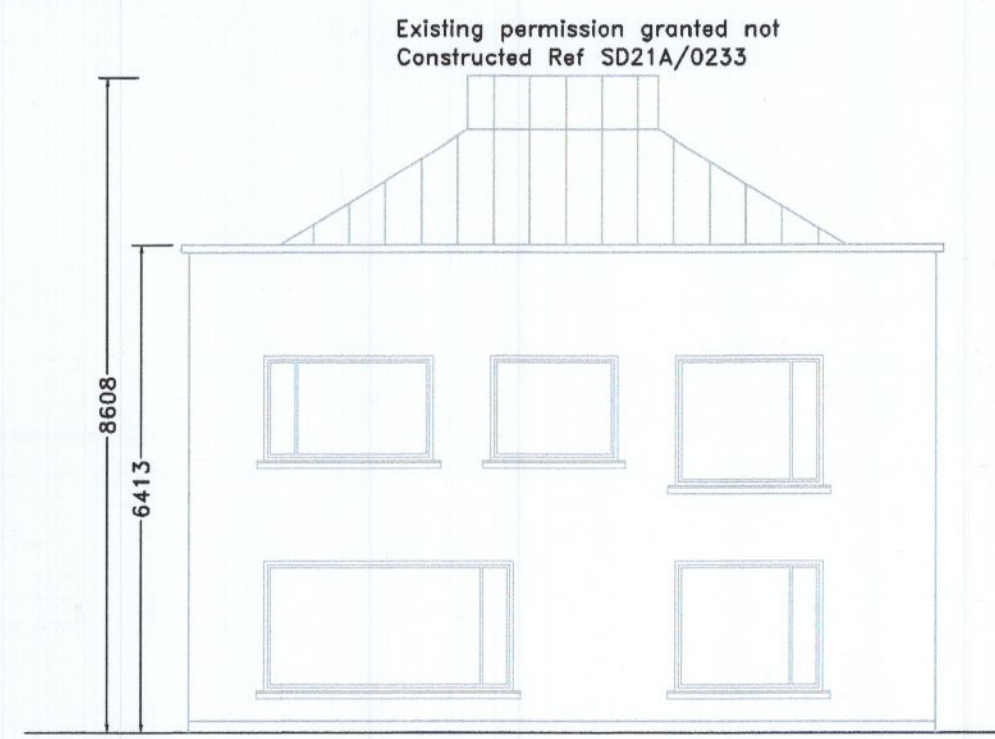 Existing permission granted not
Constructed Ref SD21A/0233
8608
6413